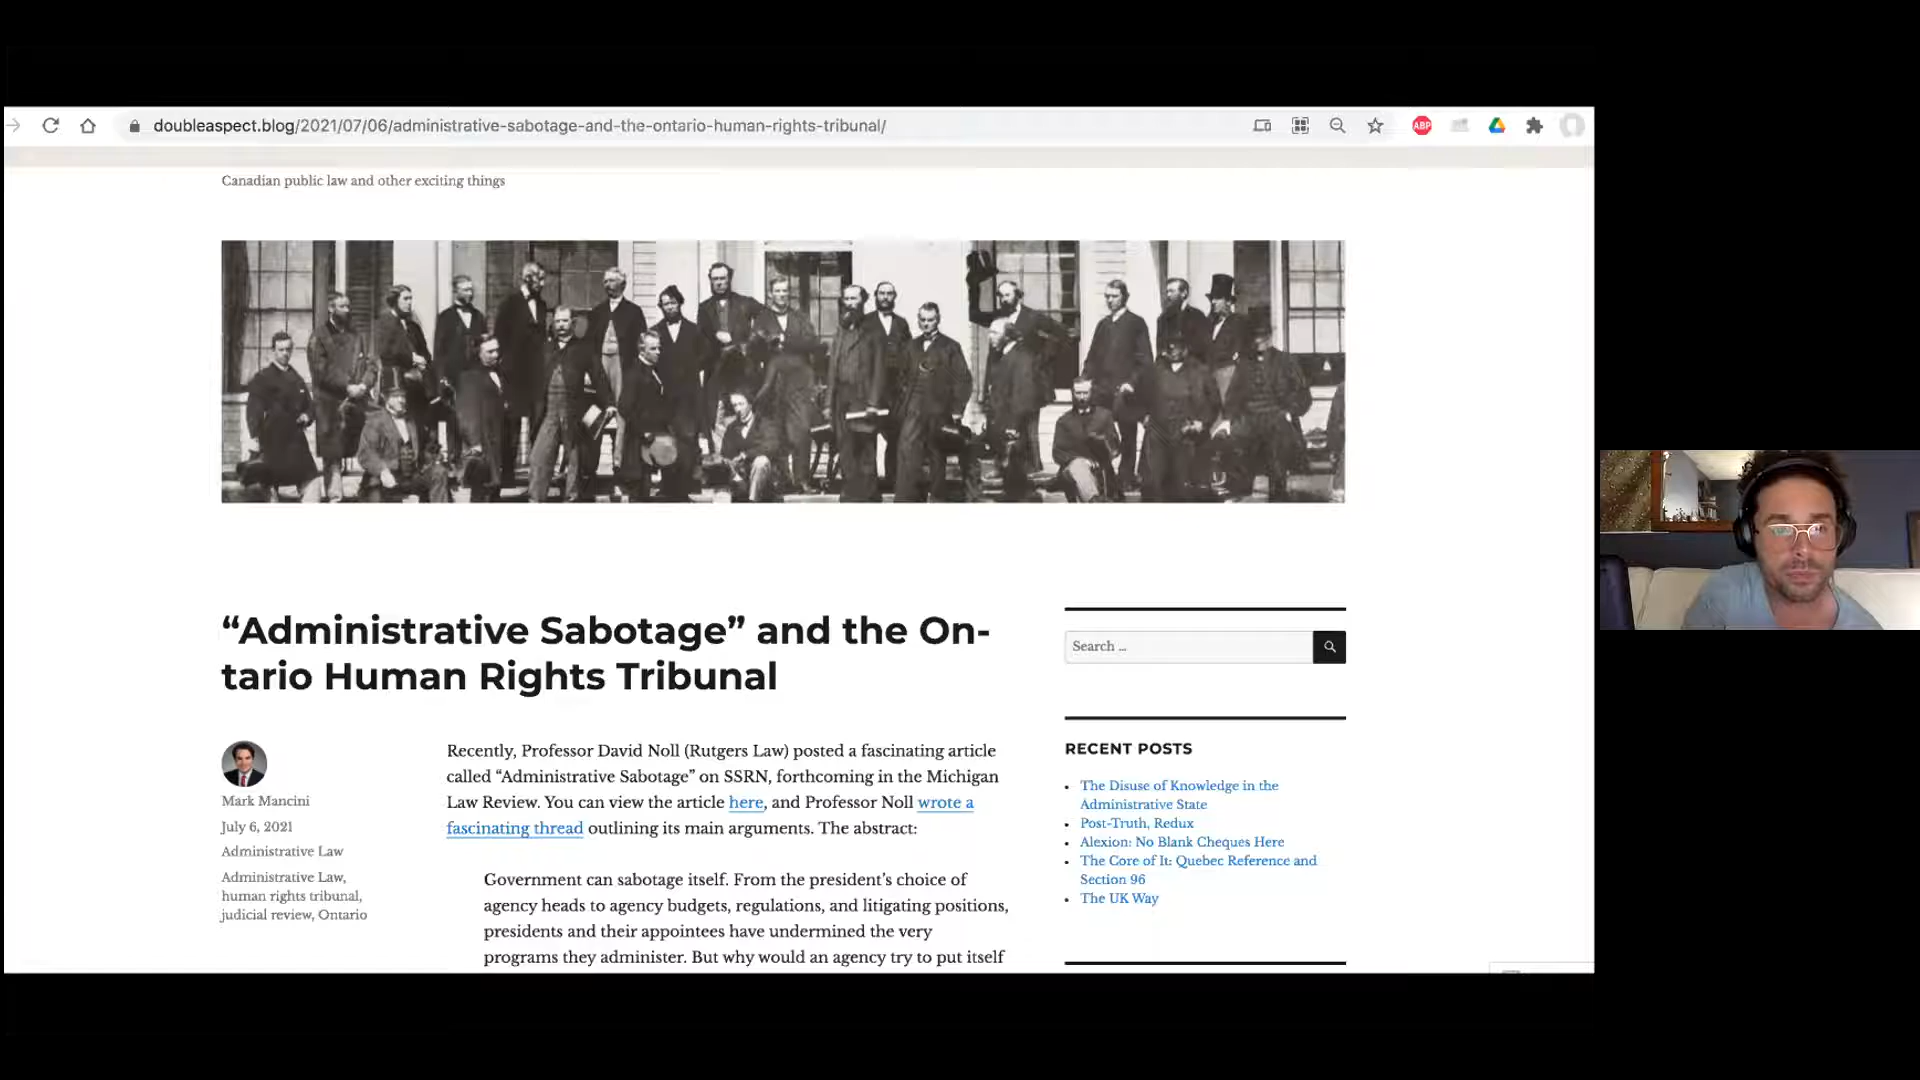 doubleaspect.blog/2021/07/06/administrative-sabotage-and-the-ontario-human-rights-tribunal/
ABP
Canadian public law and other exciting things
“Administrative Sabotage” and the On-
tario Human Rights Tribunal
Mark Mancini
July 6, 2021
Administrative Law
Administrative Law,
human rights tribunal,
judicial review, Ontario
Recently, Professor David Noll (Rutgers Law) posted a fascinating article
called “Administrative Sabotage” on SSRN, forthcoming in the Michigan
Law Review. You can view the article here, and Professor Noll wrote a
fascinating thread outlining its main arguments. The abstract:
Government can sabotage itself. From the president’s choice of
agency heads to agency budgets, regulations, and litigating positions,
presidents and their appointees have undermined the very
programs they administer. But why would an agency try to put itself
Search …
RECENT POSTS
The Disuse of Knowledge in the
Administrative State
Post-Truth, Redux
Alexion: No Blank Cheques Here
The Core of It: Quebec Reference and
Section 96
The UK Way